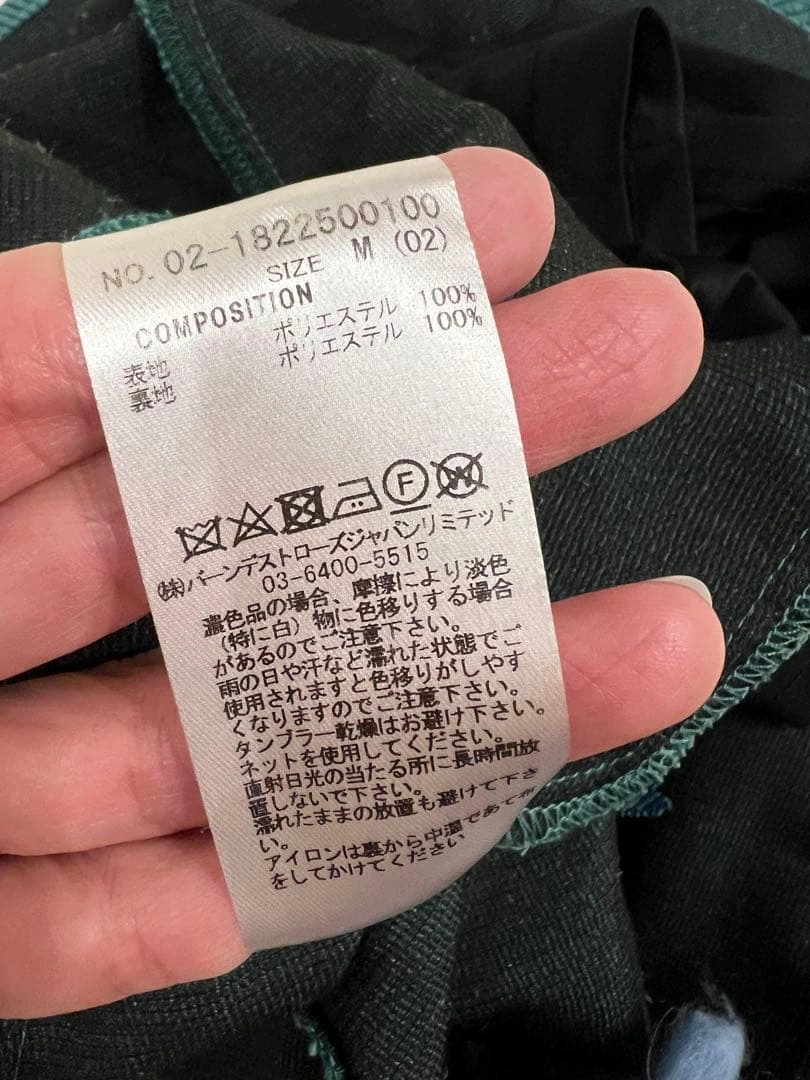 NO. 02-1822500100
SIZE M (02)
COMPOSITION
表地 ポリエステル 100%
裏地 ポリエステル 100%
F W
㈱バーンデストローズジャパンリミテッド
03-6400-5515
濃色品の場合、摩擦により淡色
(特に白)物に色移りする場合
があるのでご注意下さい。
雨の日や汗など濡れた状態でご
使用されますと色移りがしやす
くなりますのでご注意下さい。
タンブラー乾燥はお避け下さい。
ネットを使用してください。
直射日光の当たる所に長時間放
置しないで下さい。
濡れたままの放置も避けて下さ
い。
アイロンは裏から中温であて布
をしてかけてください